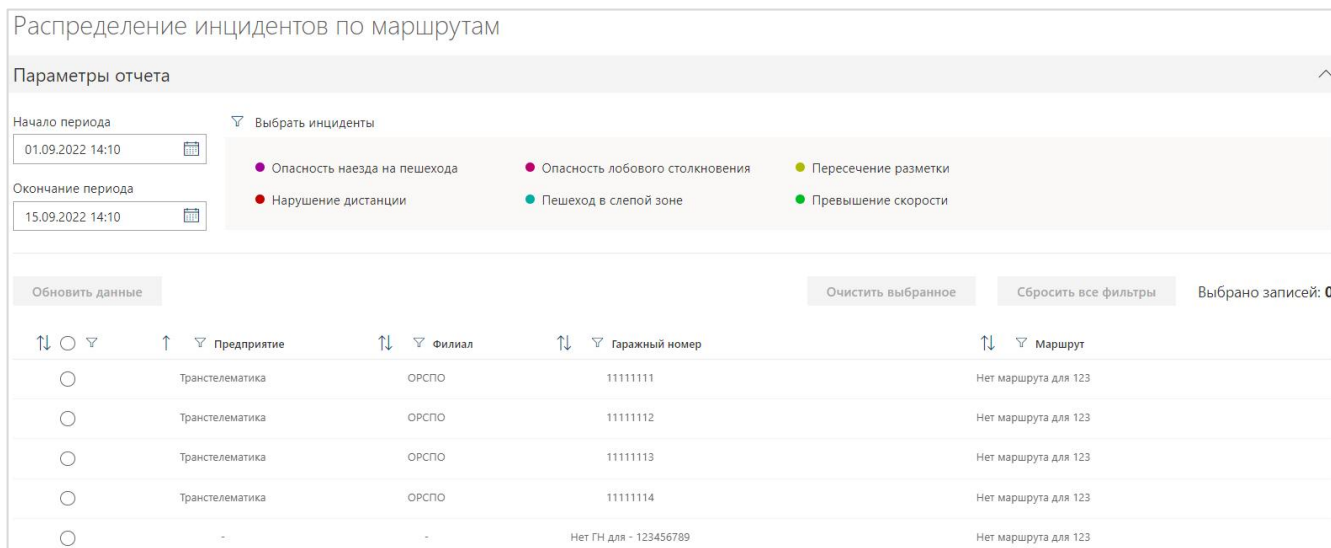 Распределение инцидентов по маршрутам
Параметры отчета
Начало периода
Выбрать инциденты
01.09.2022 14:10
Опасность наезда на пешехода
Опасность лобового столкновения
Пересечение разметки
Окончание периода
Нарушение дистанции
Пешеход в слепой зоне
Превышение скорости
15.09.2022 14:10
Обновить данные
Очистить выбранное
Сбросить все фильтры
Выбрано записей: 0
Предприятие Филиал Гаражный номер Маршрут
Транстелематика ОРСПО 11111111 Нет маршрута для 123
Транстелематика ОРСПО 11111112 Нет маршрута для 123
Транстелематика ОРСПО 11111113 Нет маршрута для 123
Транстелематика ОРСПО 11111114 Нет маршрута для 123
- - Нет ГН для - 123456789 Нет маршрута для 123